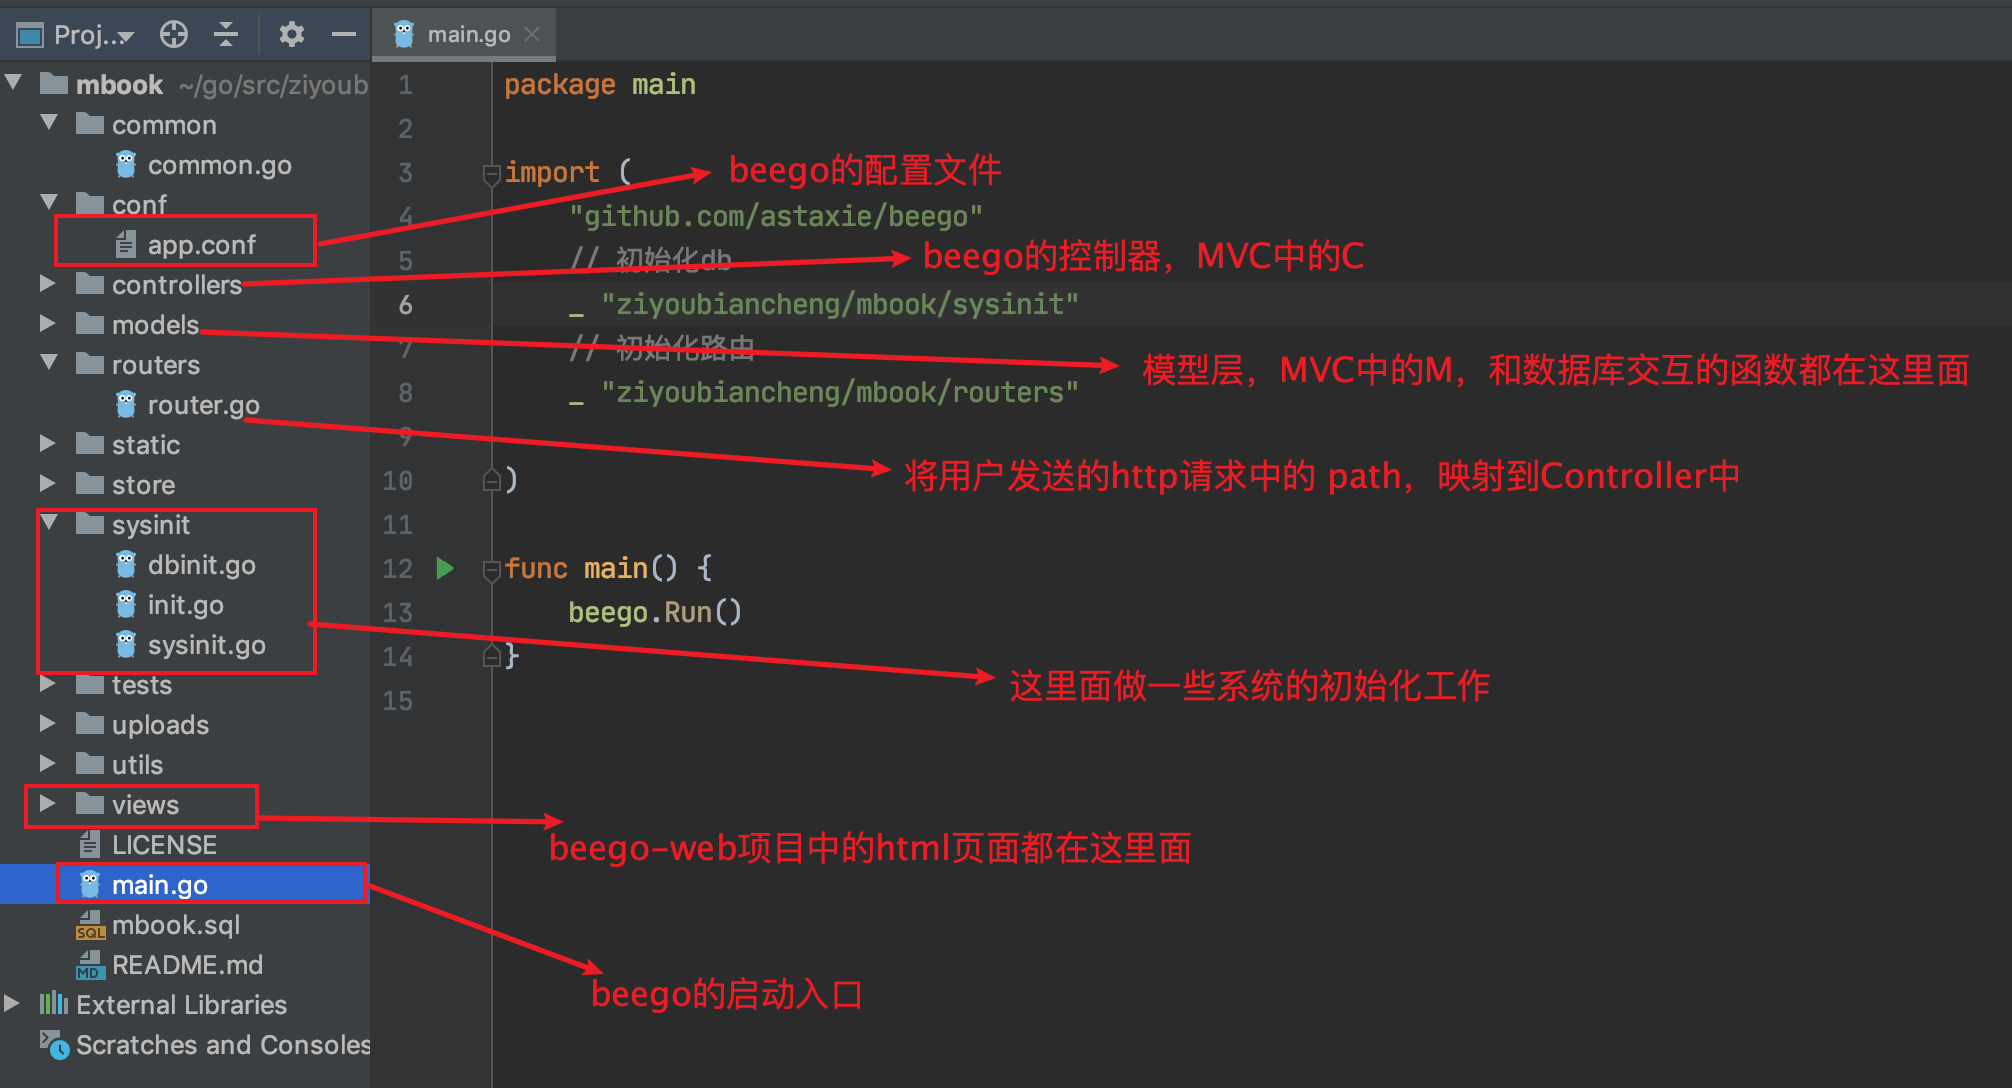 Proj...
main.go
mbook ~/go/src/ziyoub
common
common.go
conf
app.conf
controllers
models
routers
router.go
static
store
sysinit
dbinit.go
init.go
sysinit.go
tests
uploads
utils
views
LICENSE
main.go
SQL mbook.sql
MD README.md
External Libraries
Scratches and Consoles
1 package main
2
3 import (
4 "github.com/astaxie/beego"
5 // 初始化db
6 _ "ziyoubiancheng/mbook/sysinit"
7 // 初始化路由
8 _ "ziyoubiancheng/mbook/routers"
9
10 )
11
12 func main() {
13 beego.Run()
14 }
15
beego的配置文件
beego的控制器，MVC中的C
模型层，MVC中的M，和数据库交互的函数都在这里面
将用户发送的http请求中的 path，映射到Controller中
这里面做一些系统的初始化工作
beego-web项目中的html页面都在这里面
beego的启动入口